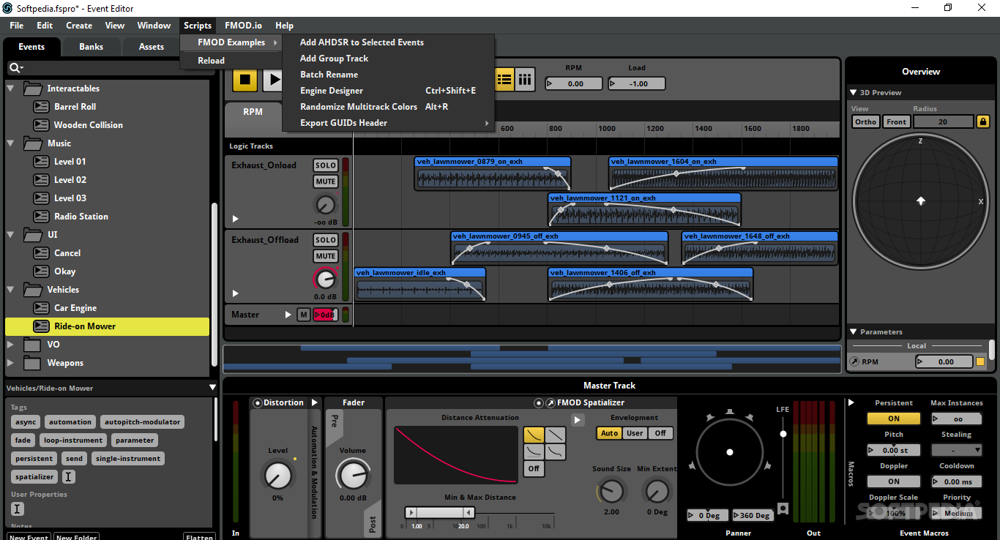 Softpedia.fspro* - Event Editor
File Edit Create View Window Scripts FMOD.io Help
Events Banks Assets
FMOD Examples
Reload
Add AHDSR to Selected Events
Add Group Track
Batch Rename
Engine Designer Ctrl+Shift+E
Randomize Multitrack Colors Alt+R
Export GUIDs Header
Interactables
Barrel Roll
Wooden Collision
Music
Level 01
Level 02
Level 03
Radio Station
UI
Cancel
Okay
Vehicles
Car Engine
Ride-on Mower
VO
Weapons
Vehicles/Ride-on Mower
Tags
async automation autopitch-modulator
fade loop-instrument parameter
persistent send single-instrument
spatializer
User Properties
Notes
New Event New Folder Flatten
RPM Load
0.00 -1.00
RPM
600 800 1000 1200 1400 1600 1800
Logic Tracks
Exhaust_Onload SOLO
MUTE
-oo dB
veh_lawnmower_0879_on_exh veh_lawnmower_1604_on_exh
veh_lawnmower_1121_on_exh
Exhaust_Offload SOLO
MUTE
0.0 dB
veh_lawnmower_0945_off_exh veh_lawnmower_1648_off_exh
veh_lawnmower_idle_exh veh_lawnmower_1406_off_exh
Master M 0dB
Overview
3D Preview
View Radius
Ortho Front 20
Z
X
Parameters
Local
RPM 0.00
Master Track
In
Distortion
Level
0%
Automation & Modulation
Fader
Pre
Volume
0.00 dB
Post
FMOD Spatializer
Distance Attenuation
Off
Min & Max Distance
0 1.00 5 20.0 100 1k 10k
Envelopment
Auto User Off
Sound Size Min Extent
2.00 0 Deg
LFE
0 Deg 360 Deg
Panner
Out
Macros
Persistent Max Instances
ON oo
Pitch Stealing
0.00 st -
Doppler Cooldown
ON 0.00 ms
Doppler Scale Priority
100% Medium
Event Macros
SOFTPEDIA®